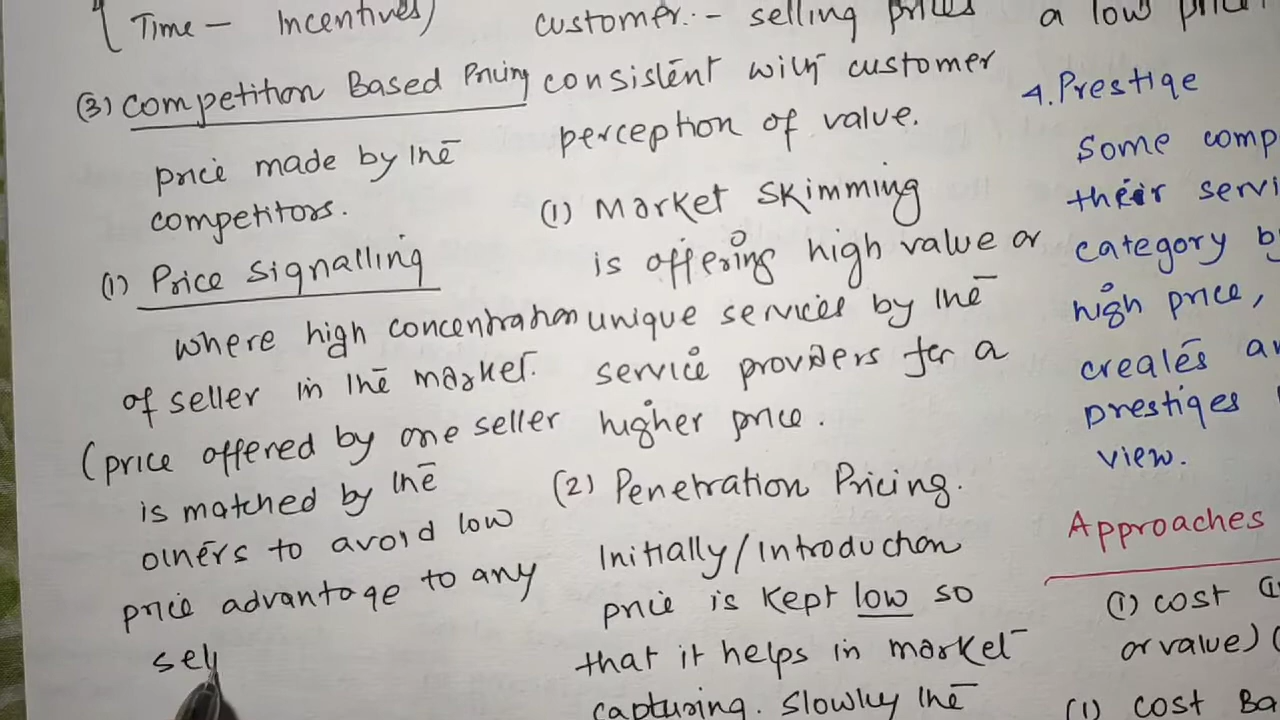 Time - Incentives)
(3) Competition Based Pricing
price made by the
competitors.
(1) Price Signalling
where high concentration
of seller in the market.
(price offered by one seller
is matched by the
others to avoid low
price advantage to any
sell
customer. - selling prices
consistent with customer
perception of value.
(1) Market Skimming
is offering high value or
unique services by the
service providers for a
higher price.
(2) Penetration Pricing.
Initially/Introduction
price is kept low so
that it helps in market
capturing. Slowly the
a low price
4. Prestige
Some comp
their servi
category by
high price,
creates an
prestiges
view.
Approaches
(1) cost
or value)
(1) cost Ba